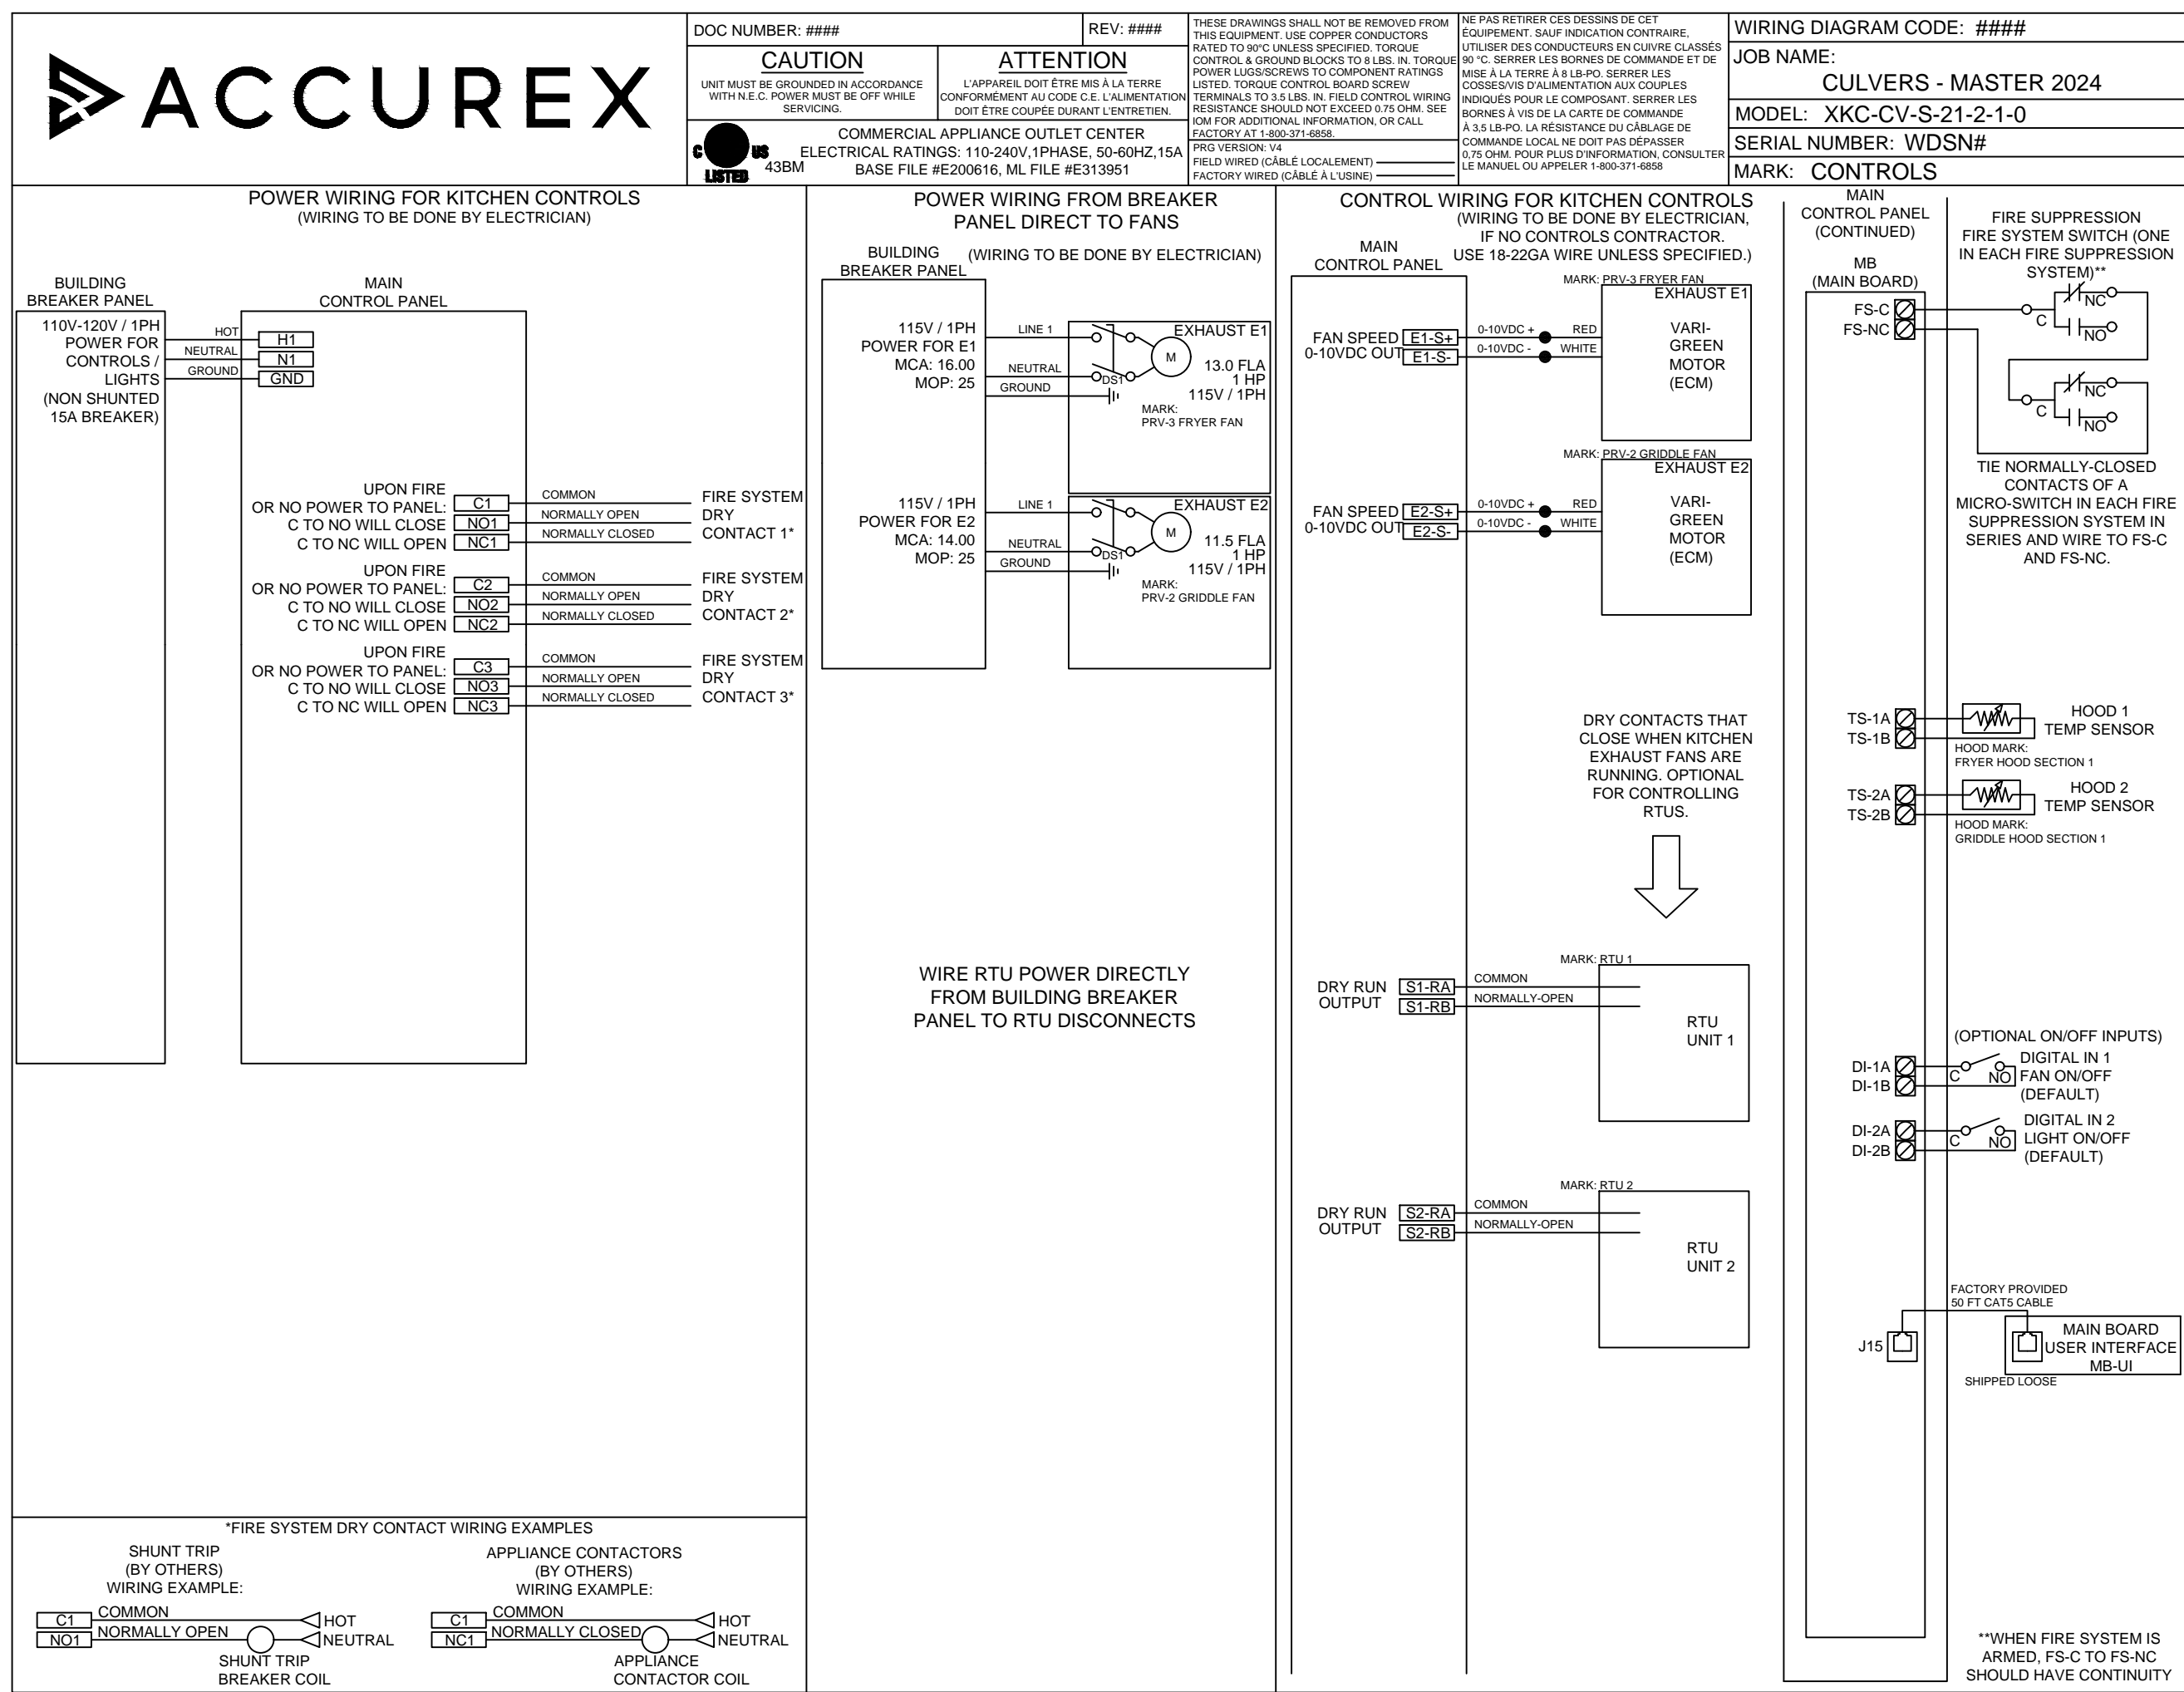 ACCUREX
DOC NUMBER: ####
REV: ####
CAUTION
UNIT MUST BE GROUNDED IN ACCORDANCE
WITH N.E.C. POWER MUST BE OFF WHILE
SERVICING.
ATTENTION
L'APPAREIL DOIT ÊTRE MIS À LA TERRE
CONFORMÉMENT AU CODE C.E. L'ALIMENTATION
DOIT ÊTRE COUPÉE DURANT L'ENTRETIEN.
C US
LISTED
43BM
COMMERCIAL APPLIANCE OUTLET CENTER
ELECTRICAL RATINGS: 110-240V,1PHASE, 50-60HZ,15A
BASE FILE #E200616, ML FILE #E313951
THESE DRAWINGS SHALL NOT BE REMOVED FROM
THIS EQUIPMENT. USE COPPER CONDUCTORS
RATED TO 90°C UNLESS SPECIFIED. TORQUE
CONTROL & GROUND BLOCKS TO 8 LBS. IN. TORQUE
POWER LUGS/SCREWS TO COMPONENT RATINGS
LISTED. TORQUE CONTROL BOARD SCREW
TERMINALS TO 3.5 LBS. IN. FIELD CONTROL WIRING
RESISTANCE SHOULD NOT EXCEED 0.75 OHM. SEE
IOM FOR ADDITIONAL INFORMATION, OR CALL
FACTORY AT 1-800-371-6858.
PRG VERSION: V4
FIELD WIRED (CÂBLÉ LOCALEMENT)
FACTORY WIRED (CÂBLÉ À L'USINE)
NE PAS RETIRER CES DESSINS DE CET
ÉQUIPEMENT. SAUF INDICATION CONTRAIRE,
UTILISER DES CONDUCTEURS EN CUIVRE CLASSÉS
90 °C. SERRER LES BORNES DE COMMANDE ET DE
MISE À LA TERRE À 8 LB-PO. SERRER LES
COSSES/VIS D'ALIMENTATION AUX COUPLES
INDIQUÉS POUR LE COMPOSANT. SERRER LES
BORNES À VIS DE LA CARTE DE COMMANDE
À 3,5 LB-PO. LA RÉSISTANCE DU CÂBLAGE DE
COMMANDE LOCAL NE DOIT PAS DÉPASSER
0,75 OHM. POUR PLUS D'INFORMATION, CONSULTER
LE MANUEL OU APPELER 1-800-371-6858
WIRING DIAGRAM CODE: ####
JOB NAME:
CULVERS - MASTER 2024
MODEL: XKC-CV-S-21-2-1-0
SERIAL NUMBER: WDSN#
MARK: CONTROLS
POWER WIRING FOR KITCHEN CONTROLS
(WIRING TO BE DONE BY ELECTRICIAN)
BUILDING
BREAKER PANEL
MAIN
CONTROL PANEL
110V-120V / 1PH
POWER FOR
CONTROLS /
LIGHTS
(NON SHUNTED
15A BREAKER)
HOT
H1
NEUTRAL
N1
GROUND
GND
UPON FIRE
OR NO POWER TO PANEL:
C TO NO WILL CLOSE
C TO NC WILL OPEN
C1
NO1
NC1
COMMON
NORMALLY OPEN
NORMALLY CLOSED
FIRE SYSTEM
DRY
CONTACT 1*
UPON FIRE
OR NO POWER TO PANEL:
C TO NO WILL CLOSE
C TO NC WILL OPEN
C2
NO2
NC2
COMMON
NORMALLY OPEN
NORMALLY CLOSED
FIRE SYSTEM
DRY
CONTACT 2*
UPON FIRE
OR NO POWER TO PANEL:
C TO NO WILL CLOSE
C TO NC WILL OPEN
C3
NO3
NC3
COMMON
NORMALLY OPEN
NORMALLY CLOSED
FIRE SYSTEM
DRY
CONTACT 3*
*FIRE SYSTEM DRY CONTACT WIRING EXAMPLES
SHUNT TRIP
(BY OTHERS)
WIRING EXAMPLE:
C1
COMMON
HOT
NO1
NORMALLY OPEN
NEUTRAL
SHUNT TRIP
BREAKER COIL
APPLIANCE CONTACTORS
(BY OTHERS)
WIRING EXAMPLE:
C1
COMMON
HOT
NC1
NORMALLY CLOSED
NEUTRAL
APPLIANCE
CONTACTOR COIL
POWER WIRING FROM BREAKER
PANEL DIRECT TO FANS
(WIRING TO BE DONE BY ELECTRICIAN)
BUILDING
BREAKER PANEL
115V / 1PH
POWER FOR E1
MCA: 16.00
MOP: 25
LINE 1
NEUTRAL
GROUND
DS1
M
EXHAUST E1
13.0 FLA
1 HP
115V / 1PH
MARK:
PRV-3 FRYER FAN
115V / 1PH
POWER FOR E2
MCA: 14.00
MOP: 25
LINE 1
NEUTRAL
GROUND
DS1
M
EXHAUST E2
11.5 FLA
1 HP
115V / 1PH
MARK:
PRV-2 GRIDDLE FAN
WIRE RTU POWER DIRECTLY
FROM BUILDING BREAKER
PANEL TO RTU DISCONNECTS
CONTROL WIRING FOR KITCHEN CONTROLS
(WIRING TO BE DONE BY ELECTRICIAN,
IF NO CONTROLS CONTRACTOR.
USE 18-22GA WIRE UNLESS SPECIFIED.)
MAIN
CONTROL PANEL
MARK: PRV-3 FRYER FAN
EXHAUST E1
FAN SPEED
0-10VDC OUT
E1-S+
E1-S-
0-10VDC +
RED
0-10VDC -
WHITE
VARI-
GREEN
MOTOR
(ECM)
MARK: PRV-2 GRIDDLE FAN
EXHAUST E2
FAN SPEED
0-10VDC OUT
E2-S+
E2-S-
0-10VDC +
RED
0-10VDC -
WHITE
VARI-
GREEN
MOTOR
(ECM)
DRY CONTACTS THAT
CLOSE WHEN KITCHEN
EXHAUST FANS ARE
RUNNING. OPTIONAL
FOR CONTROLLING
RTUS.
MARK: RTU 1
DRY RUN
OUTPUT
S1-RA
S1-RB
COMMON
NORMALLY-OPEN
RTU
UNIT 1
MARK: RTU 2
DRY RUN
OUTPUT
S2-RA
S2-RB
COMMON
NORMALLY-OPEN
RTU
UNIT 2
MAIN
CONTROL PANEL
(CONTINUED)
MB
(MAIN BOARD)
FIRE SUPPRESSION
FIRE SYSTEM SWITCH (ONE
IN EACH FIRE SUPPRESSION
SYSTEM)**
FS-C
FS-NC
C
NC
NO
C
NC
NO
TIE NORMALLY-CLOSED
CONTACTS OF A
MICRO-SWITCH IN EACH FIRE
SUPPRESSION SYSTEM IN
SERIES AND WIRE TO FS-C
AND FS-NC.
TS-1A
TS-1B
HOOD 1
TEMP SENSOR
HOOD MARK:
FRYER HOOD SECTION 1
TS-2A
TS-2B
HOOD 2
TEMP SENSOR
HOOD MARK:
GRIDDLE HOOD SECTION 1
(OPTIONAL ON/OFF INPUTS)
DI-1A
DI-1B
C
NO
DIGITAL IN 1
FAN ON/OFF
(DEFAULT)
DI-2A
DI-2B
C
NO
DIGITAL IN 2
LIGHT ON/OFF
(DEFAULT)
FACTORY PROVIDED
50 FT CAT5 CABLE
J15
MAIN BOARD
USER INTERFACE
MB-UI
SHIPPED LOOSE
**WHEN FIRE SYSTEM IS
ARMED, FS-C TO FS-NC
SHOULD HAVE CONTINUITY